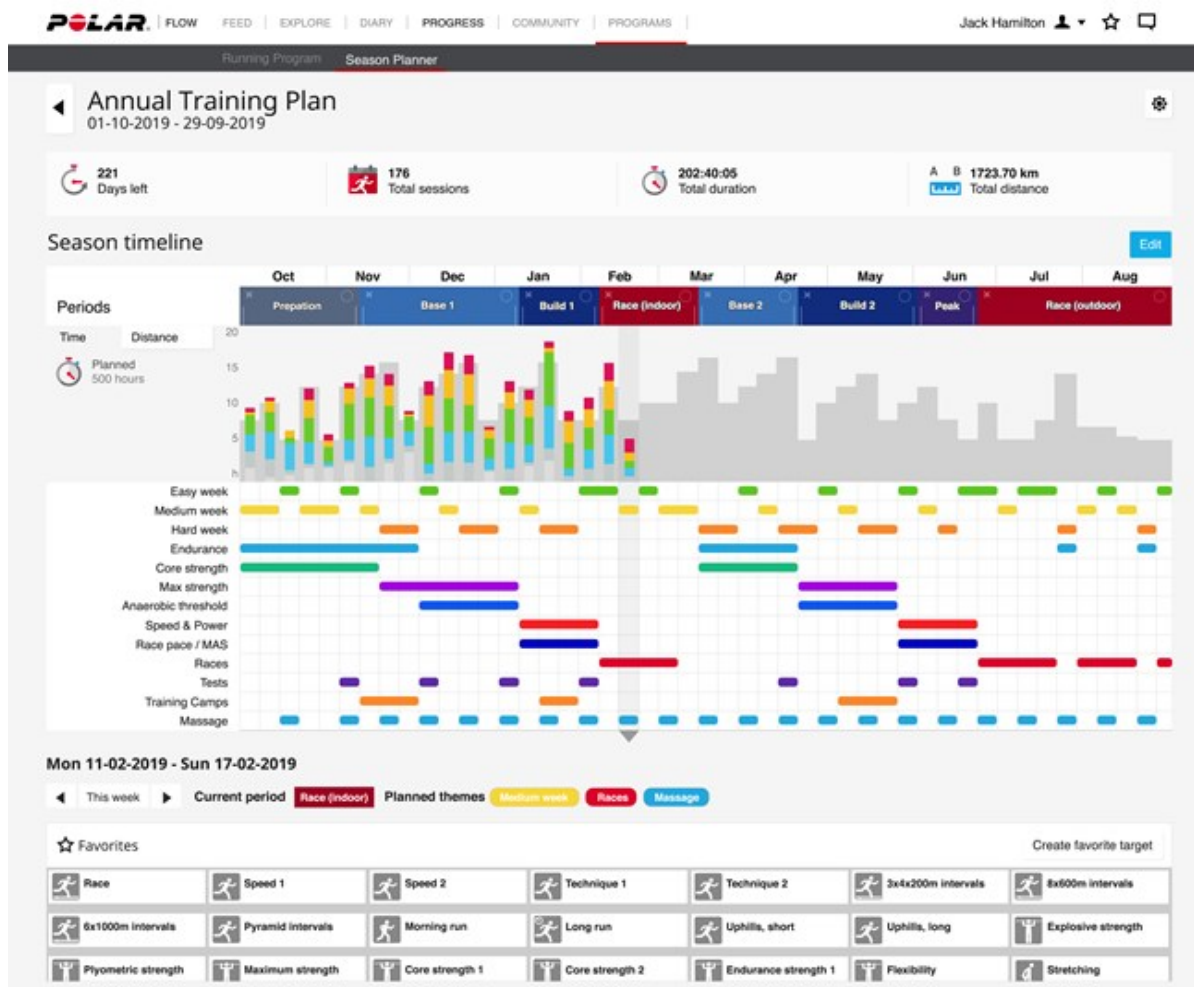 POLAR. FLOW FEED EXPLORE DIARY PROGRESS COMMUNITY PROGRAMS Jack Hamilton
Running Program Season Planner
Annual Training Plan
01-10-2019 - 29-09-2019
221
Days left
176
Total sessions
202:40:05
Total duration
A B 1723.70 km
Total distance
Season timeline Edit
Oct Nov Dec Jan Feb Mar Apr May Jun Jul Aug
Periods Prepation Base 1 Build 1 Race (indoor) Base 2 Build 2 Peak Race (outdoor)
Time Distance
Planned
500 hours
20
15
10
5
h
Easy week
Medium week
Hard week
Endurance
Core strength
Max strength
Anaerobic threshold
Speed & Power
Race pace / MAS
Races
Tests
Training Camps
Massage
Mon 11-02-2019 - Sun 17-02-2019
This week Current period Race (indoor) Planned themes Medium week Races Massage
Favorites Create favorite target
Race Speed 1 Speed 2 Technique 1 Technique 2 3x4x200m intervals 8x600m intervals
6x1000m intervals Pyramid intervals Morning run Long run Uphills, short Uphills, long Explosive strength
Plyometric strength Maximum strength Core strength 1 Core strength 2 Endurance strength 1 Flexibility Stretching